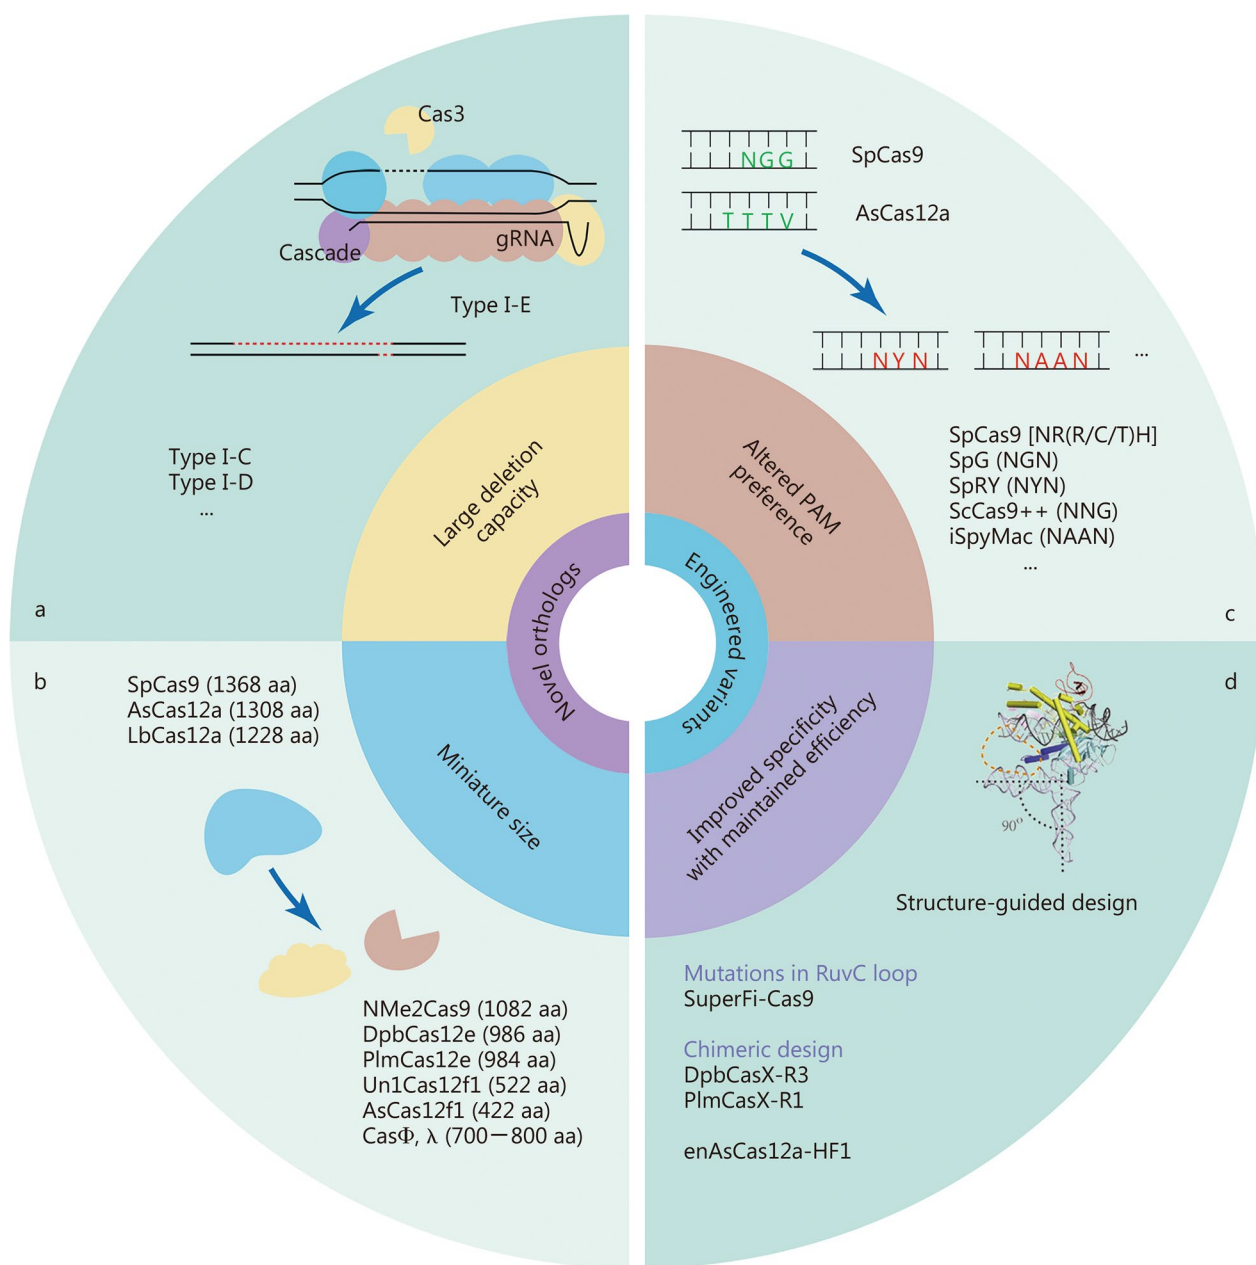 Cas3
Cascade
gRNA
Type I-E
Type I-C
Type I-D
...
Large deletion
capacity
Novel orthologs
a
b
SpCas9 (1368 aa)
AsCas12a (1308 aa)
LbCas12a (1228 aa)
Miniature size
NMe2Cas9 (1082 aa)
DpbCas12e (986 aa)
PlmCas12e (984 aa)
Un1Cas12f1 (522 aa)
AsCas12f1 (422 aa)
CasΦ, λ (700—800 aa)
NGG
SpCas9
TTTV
AsCas12a
NYN
NAAN
...
SpCas9 [NR(R/C/T)H]
SpG (NGN)
SpRY (NYN)
ScCas9++ (NNG)
iSpyMac (NAAN)
...
Altered PAM
preference
Engineered variants
c
d
Improved specificity
with maintained efficiency
90°
Structure-guided design
Mutations in RuvC loop
SuperFi-Cas9
Chimeric design
DpbCasX-R3
PlmCasX-R1
enAsCas12a-HF1